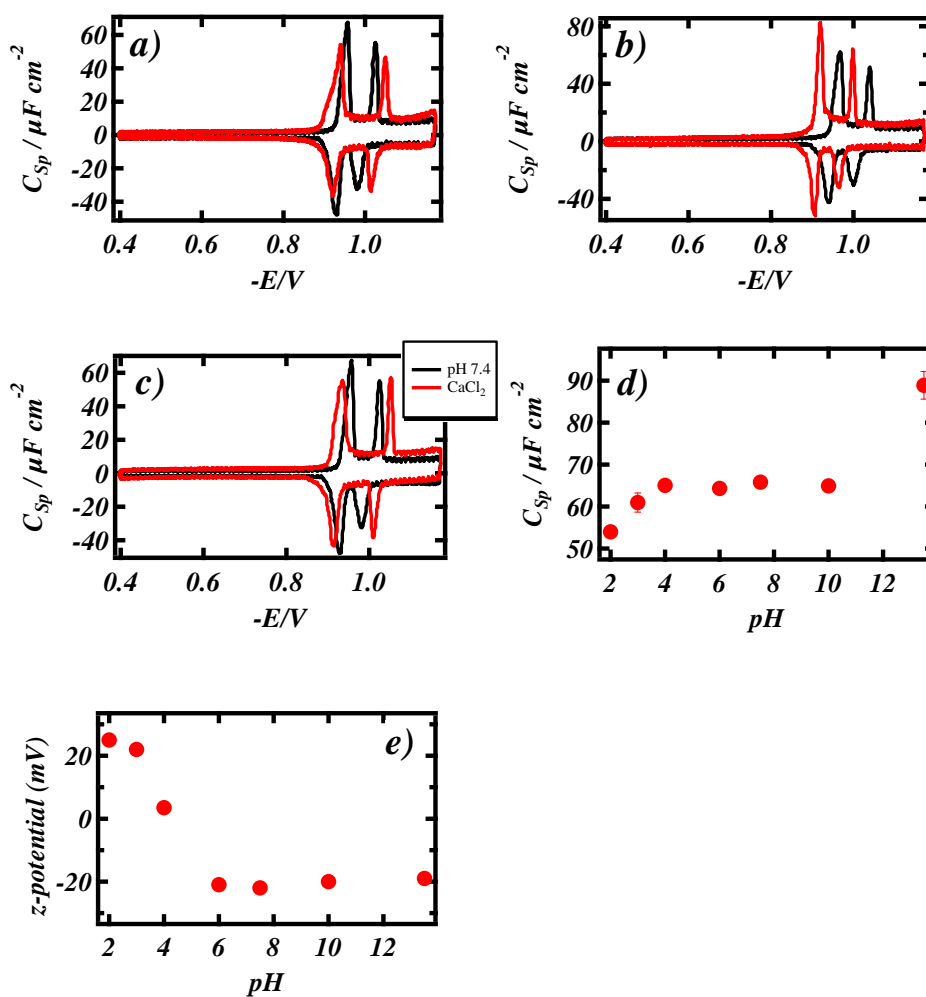 a)
60
40
20
0
-20
-40
C_Sp / μF cm^-2
0.4 0.6 0.8 1.0
-E/V
b)
80
40
0
-40
C_Sp / μF cm^-2
0.4 0.6 0.8 1.0
-E/V
c)
60
40
20
0
-20
-40
C_Sp / μF cm^-2
0.4 0.6 0.8 1.0
-E/V
pH 7.4
CaCl₂
d)
90
80
70
60
50
C_Sp / μF cm^-2
2 4 6 8 10 12
pH
e)
20
0
-20
z-potential (mV)
2 4 6 8 10 12
pH